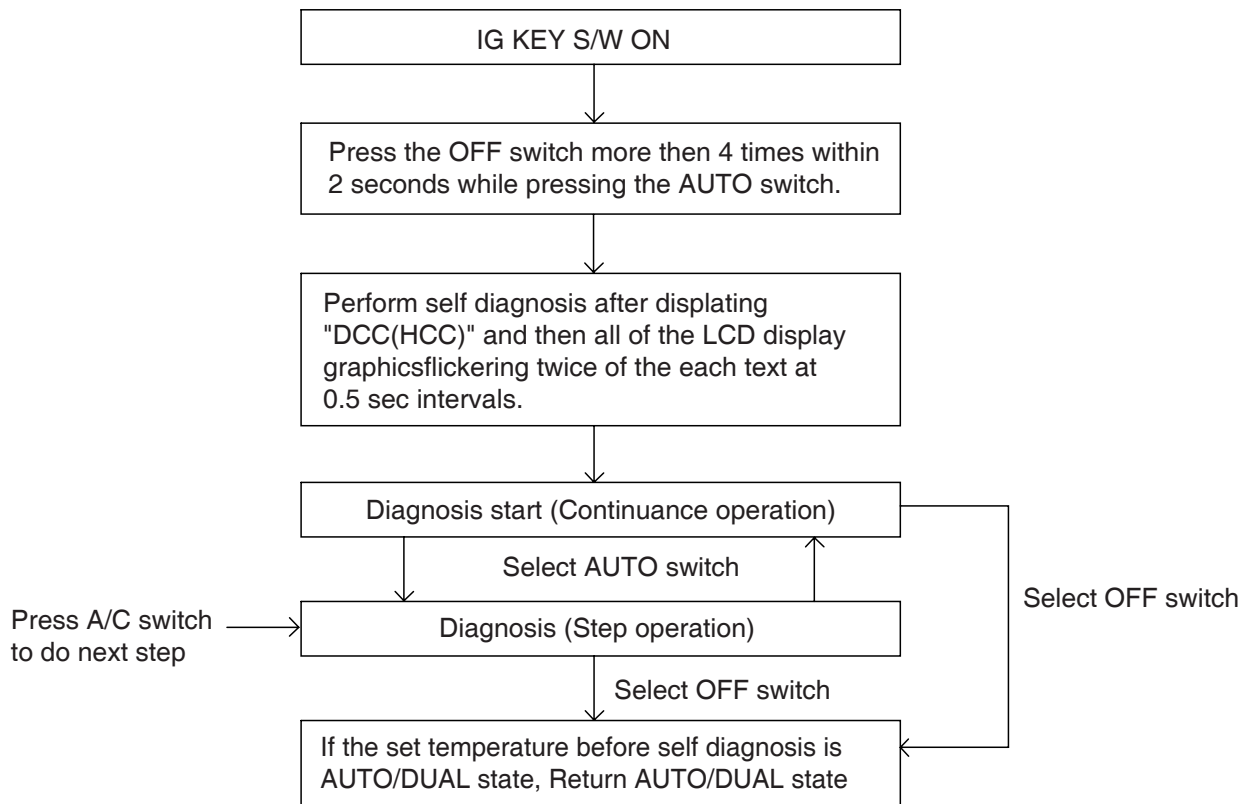 IG KEY S/W ON
Press the OFF switch more then 4 times within
2 seconds while pressing the AUTO switch.
Perform self diagnosis after displating
"DCC(HCC)" and then all of the LCD display
graphicsflickering twice of the each text at
0.5 sec intervals.
Diagnosis start (Continuance operation)
Select AUTO switch
Select OFF switch
Press A/C switch
to do next step
Diagnosis (Step operation)
Select OFF switch
If the set temperature before self diagnosis is
AUTO/DUAL state, Return AUTO/DUAL state